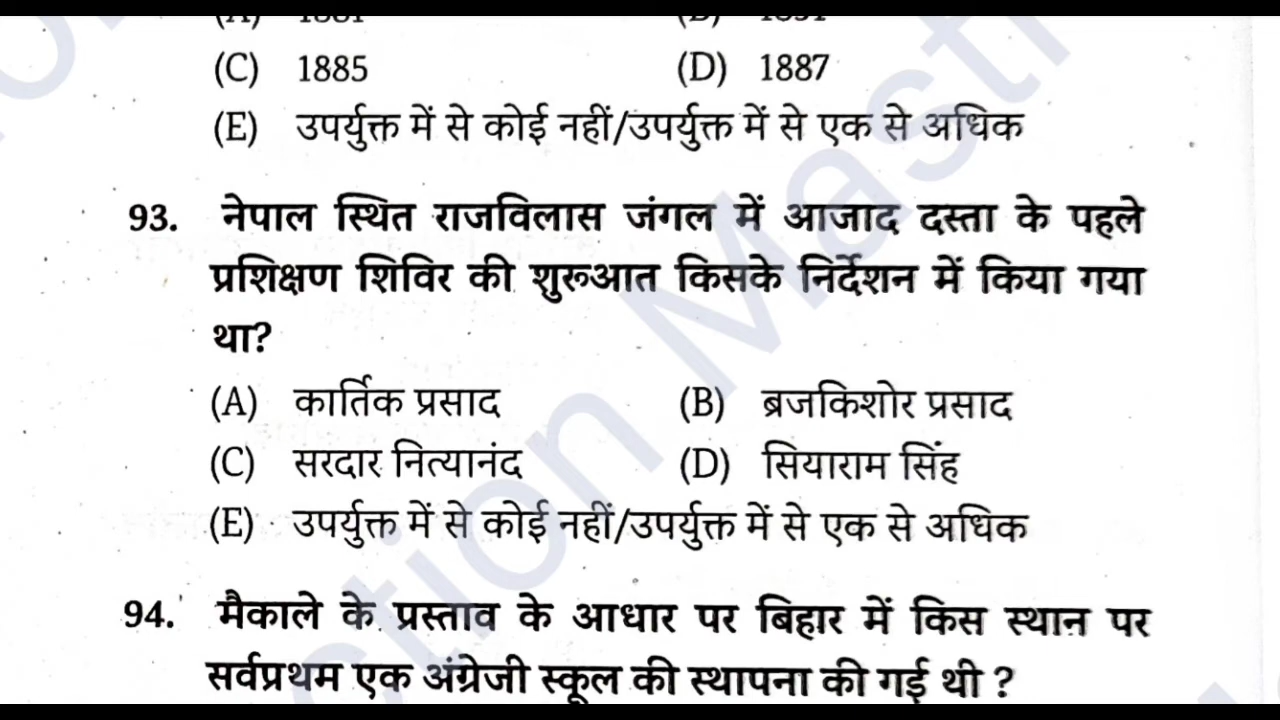 (C) 1885 (D) 1887
(E) उपर्युक्त में से कोई नहीं/उपर्युक्त में से एक से अधिक
93. नेपाल स्थित राजविलास जंगल में आजाद दस्ता के पहले
प्रशिक्षण शिविर की शुरूआत किसके निर्देशन में किया गया
था?
(A) कार्तिक प्रसाद (B) ब्रजकिशोर प्रसाद
(C) सरदार नित्यानंद (D) सियाराम सिंह
(E) उपर्युक्त में से कोई नहीं/उपर्युक्त में से एक से अधिक
94. मैकाले के प्रस्ताव के आधार पर बिहार में किस स्थान पर
सर्वप्रथम एक अंग्रेजी स्कूल की स्थापना की गई थी ?